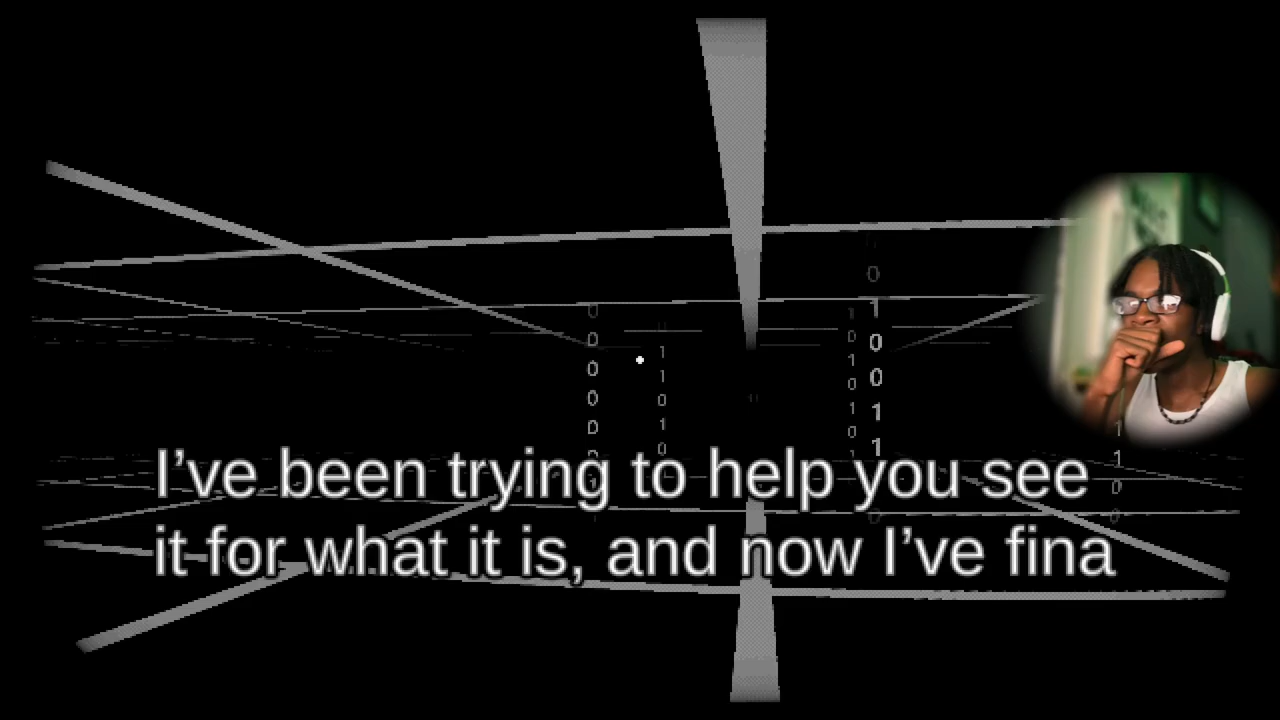 I’ve been trying to help you see
it for what it is, and now I’ve fina